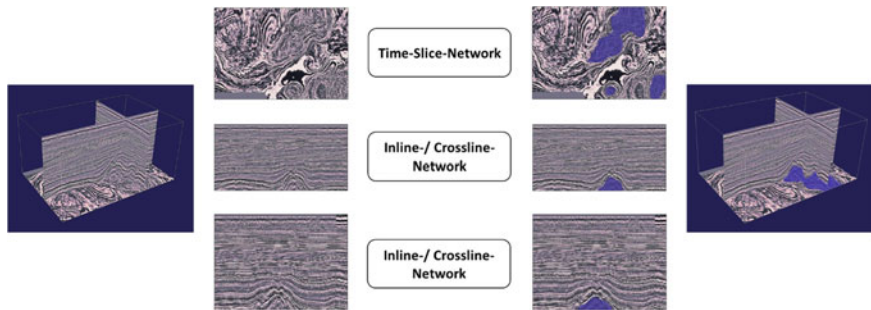 Time-Slice-Network
Inline-/ Crossline-
Network
Inline-/ Crossline-
Network